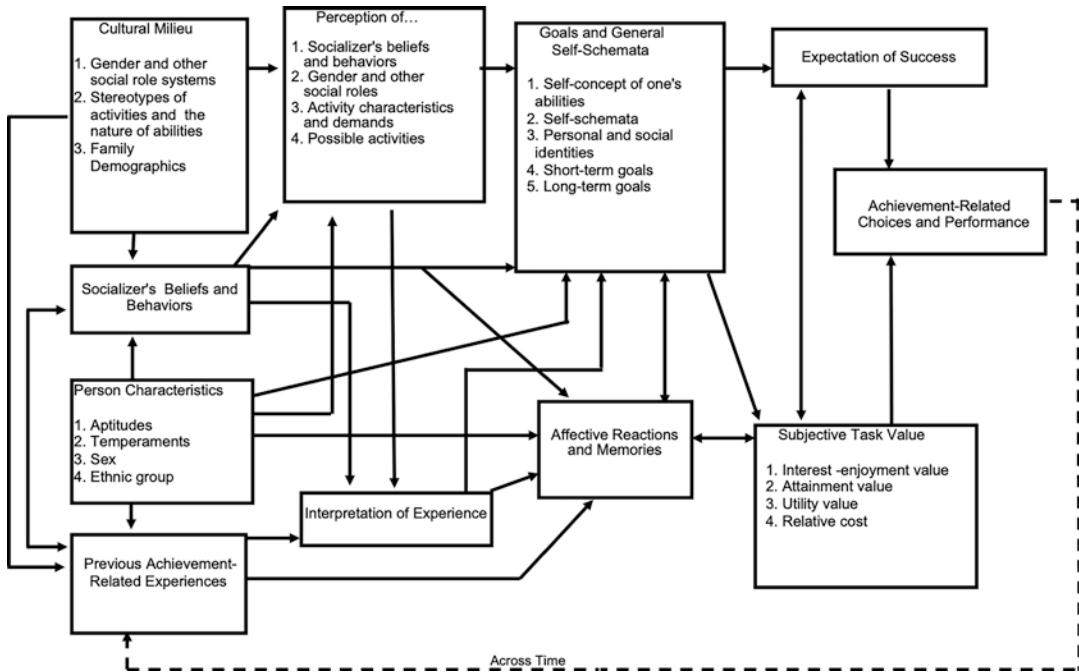 Cultural Milieu
1. Gender and other
social role systems
2. Stereotypes of
activities and the
nature of abilities
3. Family
Demographics
Perception of...
1. Socializer's beliefs
and behaviors
2. Gender and other
social roles
3. Activity characteristics
and demands
4. Possible activities
Goals and General
Self-Schemata
1. Self-concept of one's
abilities
2. Self-schemata
3. Personal and social
identities
4. Short-term goals
5. Long-term goals
Expectation of Success
Achievement-Related
Choices and Performance
Socializer's Beliefs and
Behaviors
Person Characteristics
1. Aptitudes
2. Temperaments
3. Sex
4. Ethnic group
Affective Reactions
and Memories
Subjective Task Value
1. Interest -enjoyment value
2. Attainment value
3. Utility value
4. Relative cost
Interpretation of Experience
Previous Achievement-
Related Experiences
Across Time